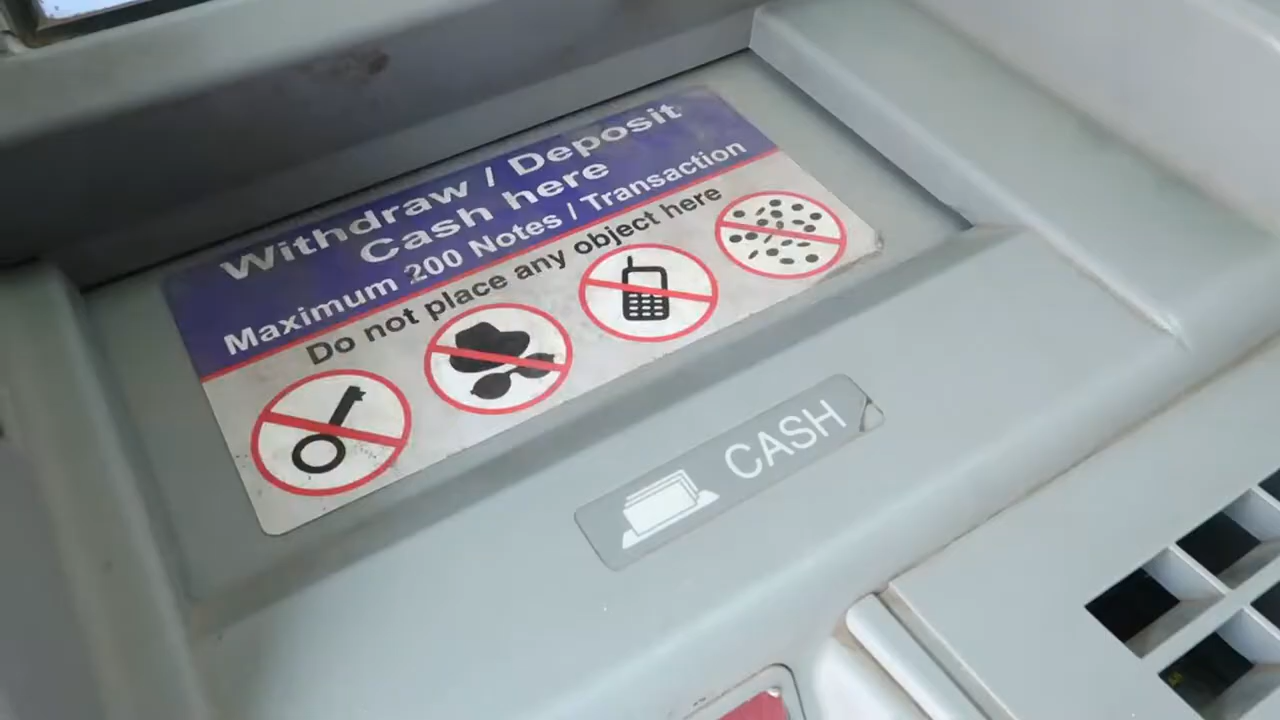 Withdraw / Deposit
Cash here
Maximum 200 Notes / Transaction
Do not place any object here
CASH